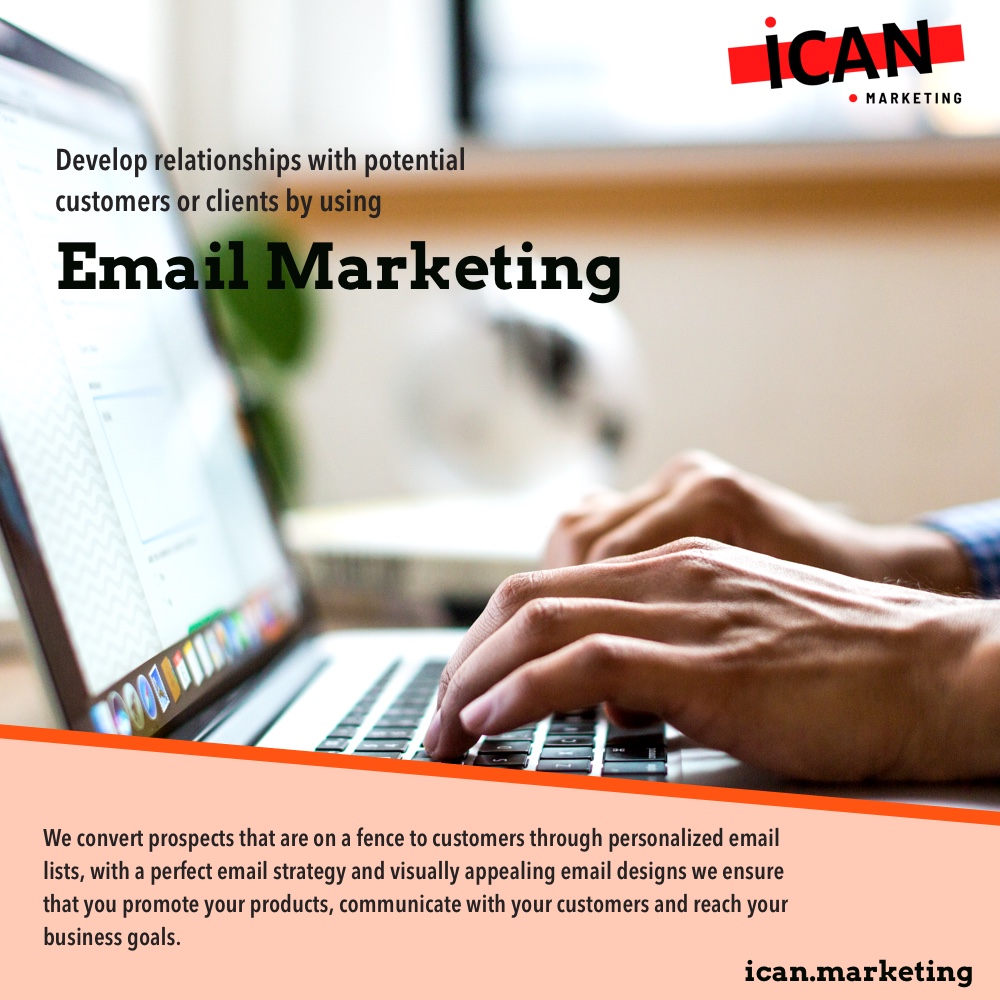 iCAN
MARKETING
Develop relationships with potential
customers or clients by using
Email Marketing
We convert prospects that are on a fence to customers through personalized email
lists, with a perfect email strategy and visually appealing email designs we ensure
that you promote your products, communicate with your customers and reach your
business goals.
ican.marketing